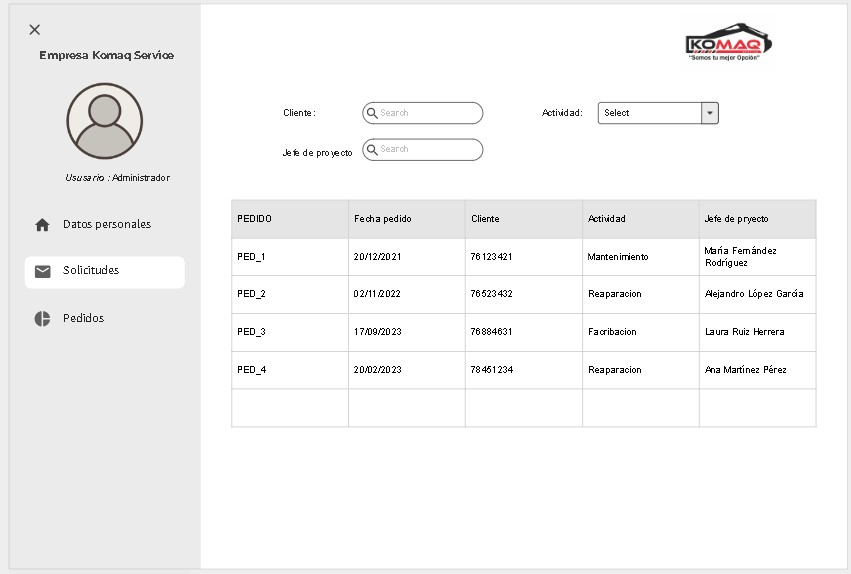 Empresa Komaq Service
Ususario : Administrador
Datos personales
Solicitudes
Pedidos
KOMAQ
"Somos tu mejor Opción"
Cliente: Search Actividad: Select
Jefe de proyecto Search
PEDIDO Fecha pedido Cliente Actividad Jefe de pryecto
PED_1 20/12/2021 76123421 Mantenimiento María Fernández
Rodríguez
PED_2 02/11/2022 76523432 Reaparacion Alejandro López García
PED_3 17/09/2023 76884631 Facribacion Laura Ruiz Herrera
PED_4 20/02/2023 78451234 Reaparacion Ana Martínez Pérez